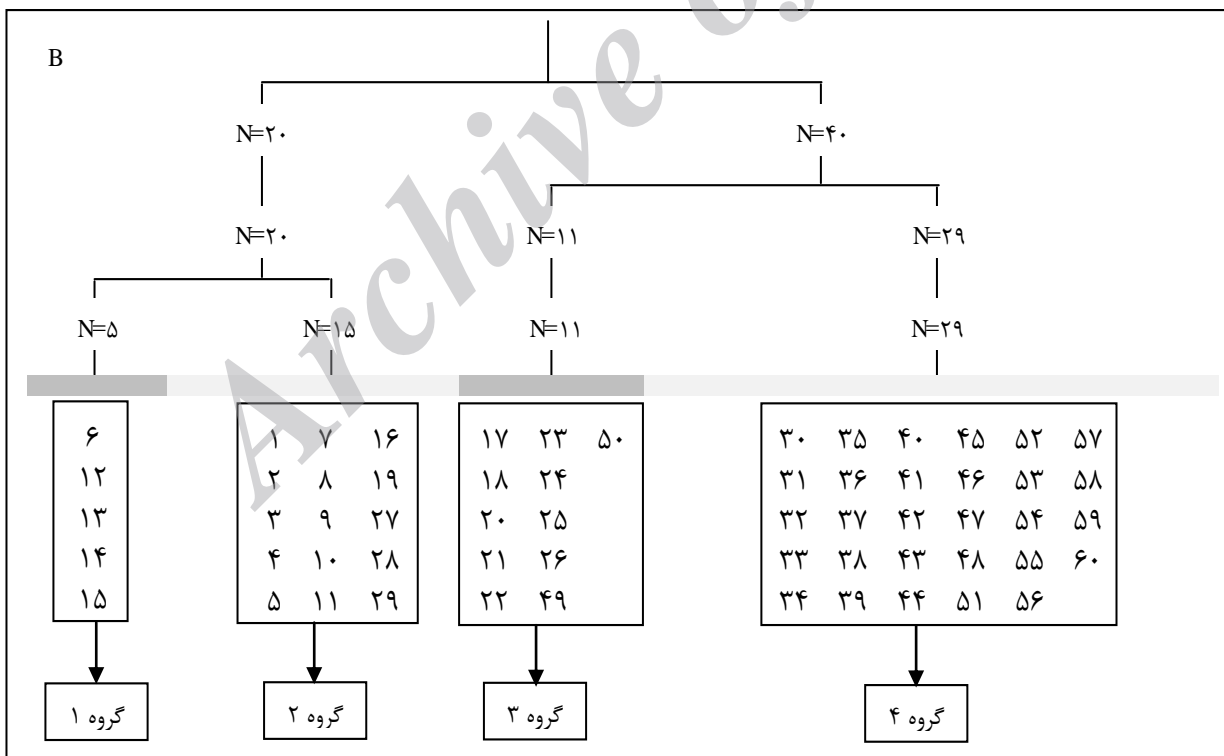 B
N=۲۰ N=۴۰
N=۲۰ N=۱۱ N=۲۹
N=۵ N=۱۵ N=۱۱ N=۲۹
۶ ۱ ۷ ۱۶ ۱۷ ۲۳ ۵۰ ۳۰ ۳۵ ۴۰ ۴۵ ۵۲ ۵۷
۱۲ ۲ ۸ ۱۹ ۱۸ ۲۴ ۳۱ ۳۶ ۴۱ ۴۶ ۵۳ ۵۸
۱۳ ۳ ۹ ۲۷ ۲۰ ۲۵ ۳۲ ۳۷ ۴۲ ۴۷ ۵۴ ۵۹
۱۴ ۴ ۱۰ ۲۸ ۲۱ ۲۶ ۳۳ ۳۸ ۴۳ ۴۸ ۵۵ ۶۰
۱۵ ۵ ۱۱ ۲۹ ۲۲ ۴۹ ۳۴ ۳۹ ۴۴ ۵۱ ۵۶
گروه ۱ گروه ۲ گروه ۳ گروه ۴
Archive of